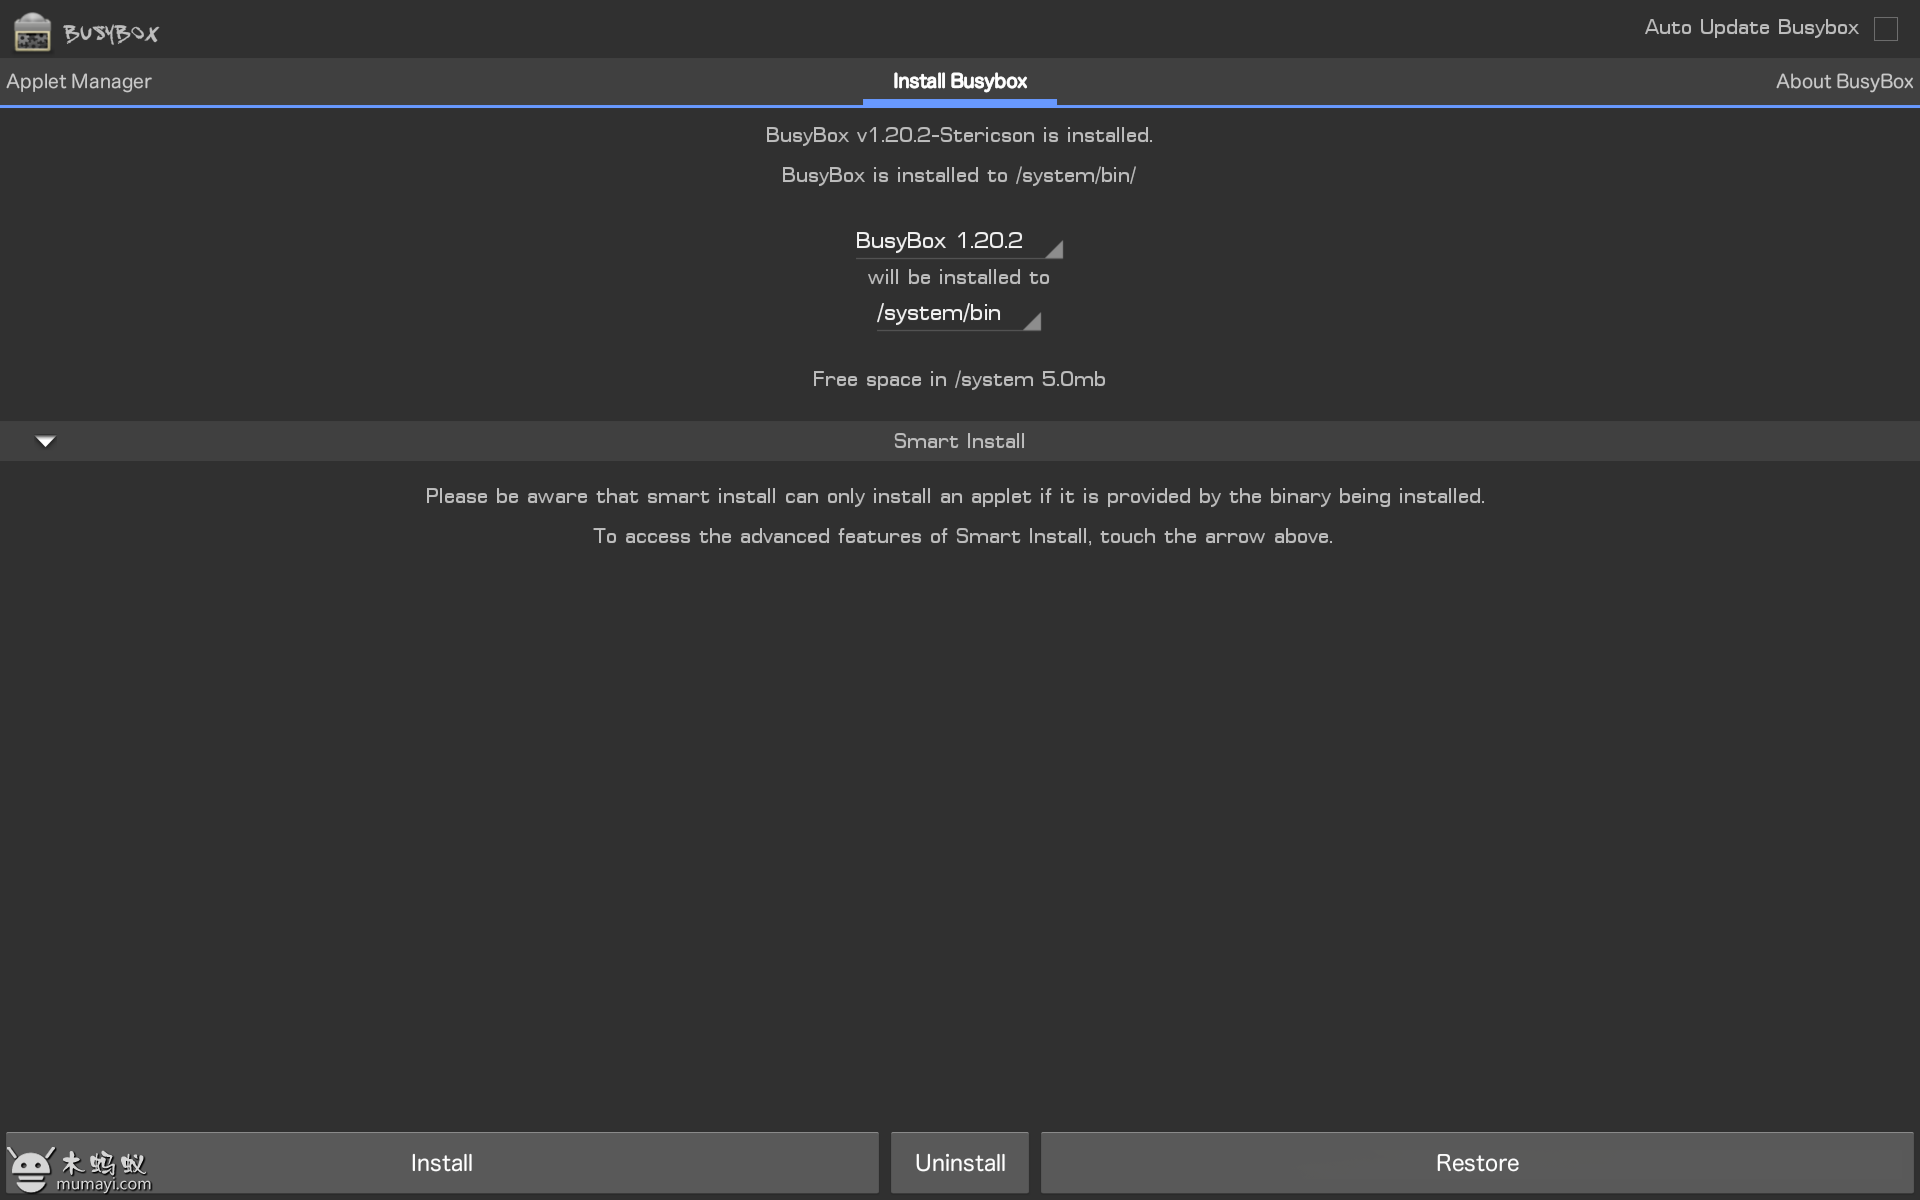 BUSYBOX
Auto Update Busybox
Applet Manager
Install Busybox
About BusyBox
BusyBox v1.20.2-Stericson is installed.
BusyBox is installed to /system/bin/
BusyBox 1.20.2
will be installed to
/system/bin
Free space in /system 5.0mb
Smart Install
Please be aware that smart install can only install an applet if it is provided by the binary being installed.
To access the advanced features of Smart Install, touch the arrow above.
木蚂蚁
mumayi.com
Install
Uninstall
Restore